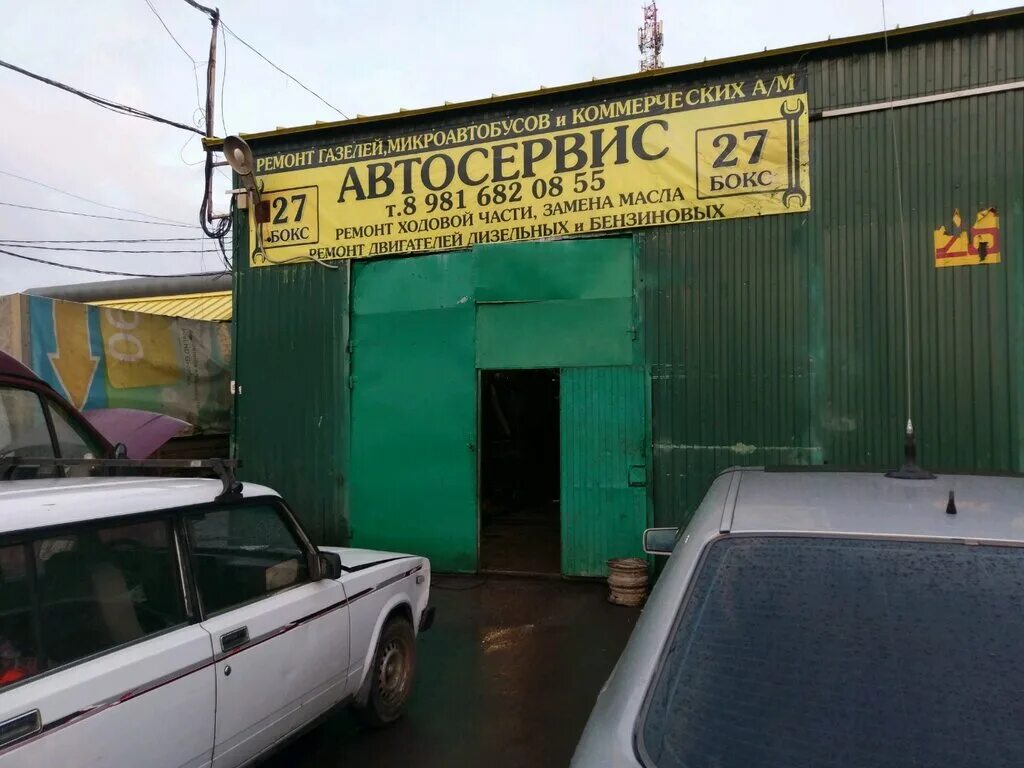 РЕМОНТ ГАЗЕЛЕЙ, МИКРОАВТОБУСОВ и КОММЕРЧЕСКИХ А/М
АВТОСЕРВИС
т.8 981 682 08 55
27
БОКС
27
БОКС
РЕМОНТ ХОДОВОЙ ЧАСТИ, ЗАМЕНА МАСЛА
РЕМОНТ ДВИГАТЕЛЕЙ ДИЗЕЛЬНЫХ и БЕНЗИНОВЫХ